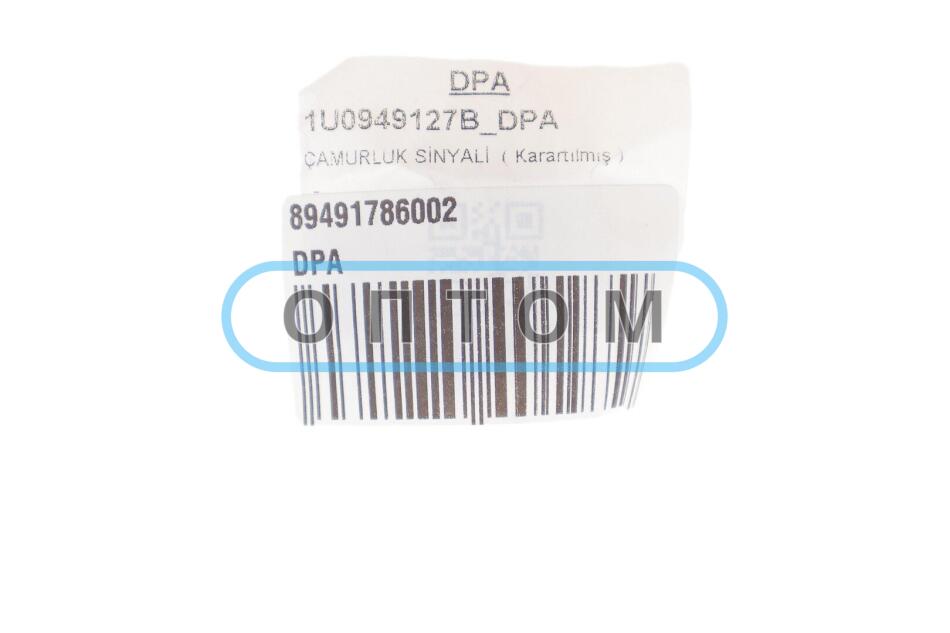 DPA
1U0949127B_DPA
ÇAMURLUK SİNYALİ ( Karartılmış )
89491786002
DPA
ОПТОМ